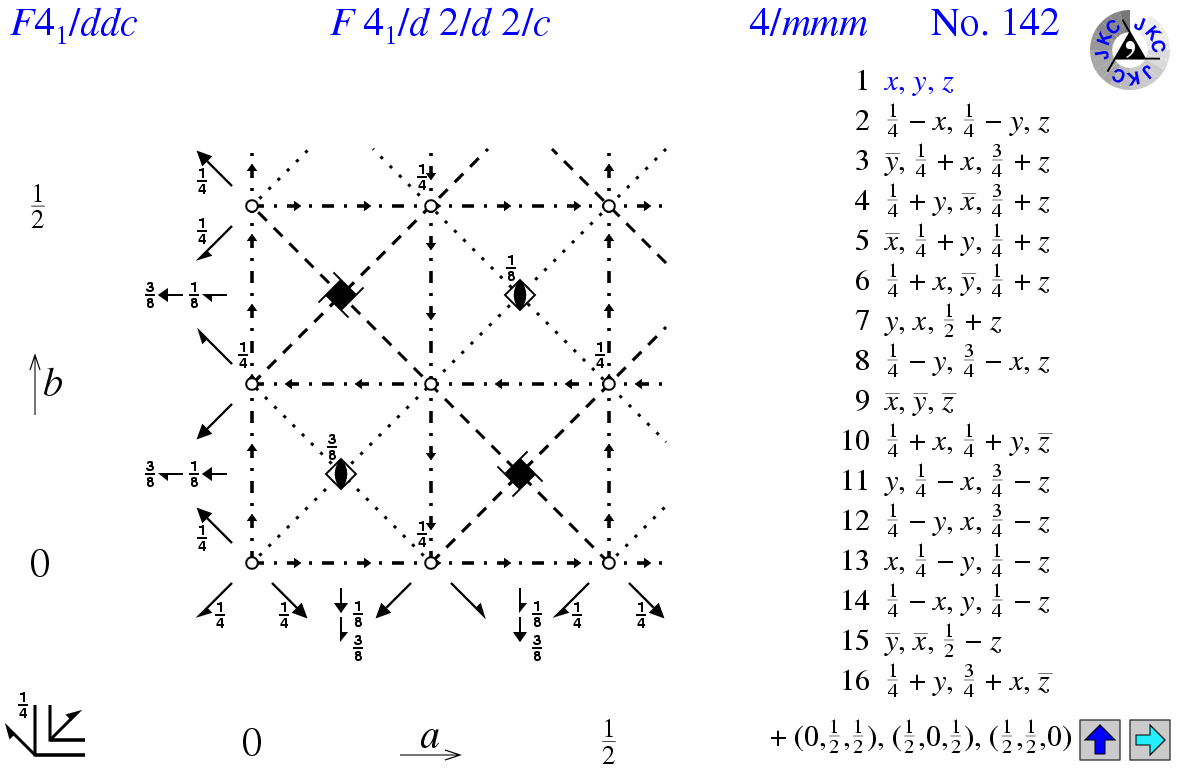 F4₁/ddc F 4₁/d 2/d 2/c 4/mmm No. 142
JKC JKC JKC
1 x, y, z
2 1/4 − x, 1/4 − y, z
3 y̅, 1/4 + x, 3/4 + z
4 1/4 + y, x̅, 3/4 + z
5 x̅, 1/4 + y, 1/4 + z
6 1/4 + x, y̅, 1/4 + z
7 y, x, 1/2 + z
8 1/4 − y, 3/4 − x, z
9 x̅, y̅, z̅
10 1/4 + x, 1/4 + y, z̅
11 y, 1/4 − x, 3/4 − z
12 1/4 − y, x, 3/4 − z
13 x, 1/4 − y, 1/4 − z
14 1/4 − x, y, 1/4 − z
15 y̅, x̅, 1/2 − z
16 1/4 + y, 3/4 + x, z̅
+ (0,1/2,1/2), (1/2,0,1/2), (1/2,1/2,0)
1/4 1/4
1/2
1/4
1/8
3/8 1/8
1/4 1/4
b
3/8
3/8 1/8
1/4 1/4
0
1/4 1/4 1/8 1/8 1/4 1/4
3/8 3/8
1/4
0 a 1/2